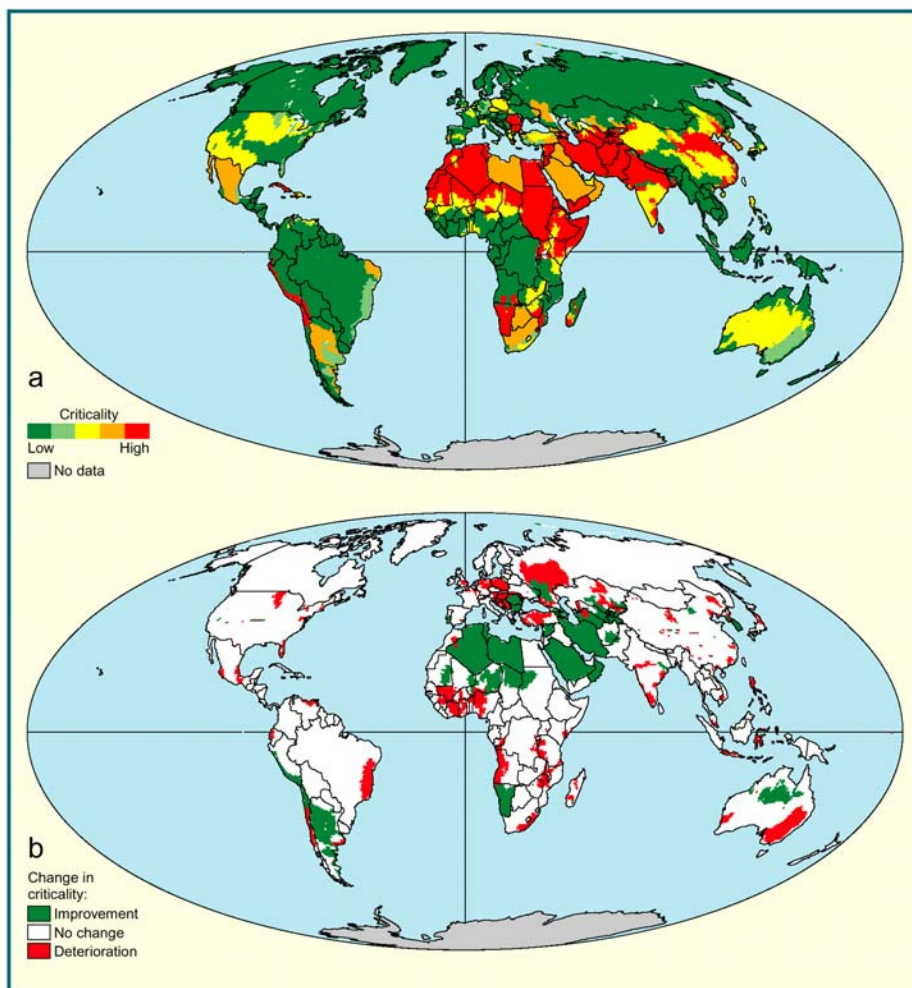 a
Criticality
Low High
No data
b
Change in
criticality:
Improvement
No change
Deterioration